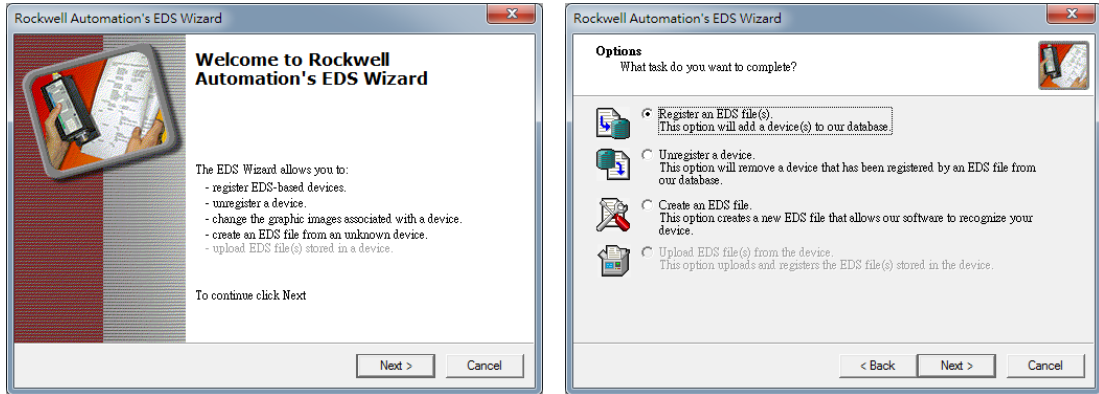 Rockwell Automation's EDS Wizard
Welcome to Rockwell
Automation's EDS Wizard
The EDS Wizard allows you to:
- register EDS-based devices.
- unregister a device.
- change the graphic images associated with a device.
- create an EDS file from an unknown device.
- upload EDS file(s) stored in a device.
To continue click Next
Next >
Cancel
Rockwell Automation's EDS Wizard
Options
What task do you want to complete?
Register an EDS file(s).
This option will add a device(s) to our database.
Unregister a device.
This option will remove a device that has been registered by an EDS file from
our database.
Create an EDS file.
This option creates a new EDS file that allows our software to recognize your
device.
Upload EDS file(s) from the device.
This option uploads and registers the EDS file(s) stored in the device.
< Back
Next >
Cancel